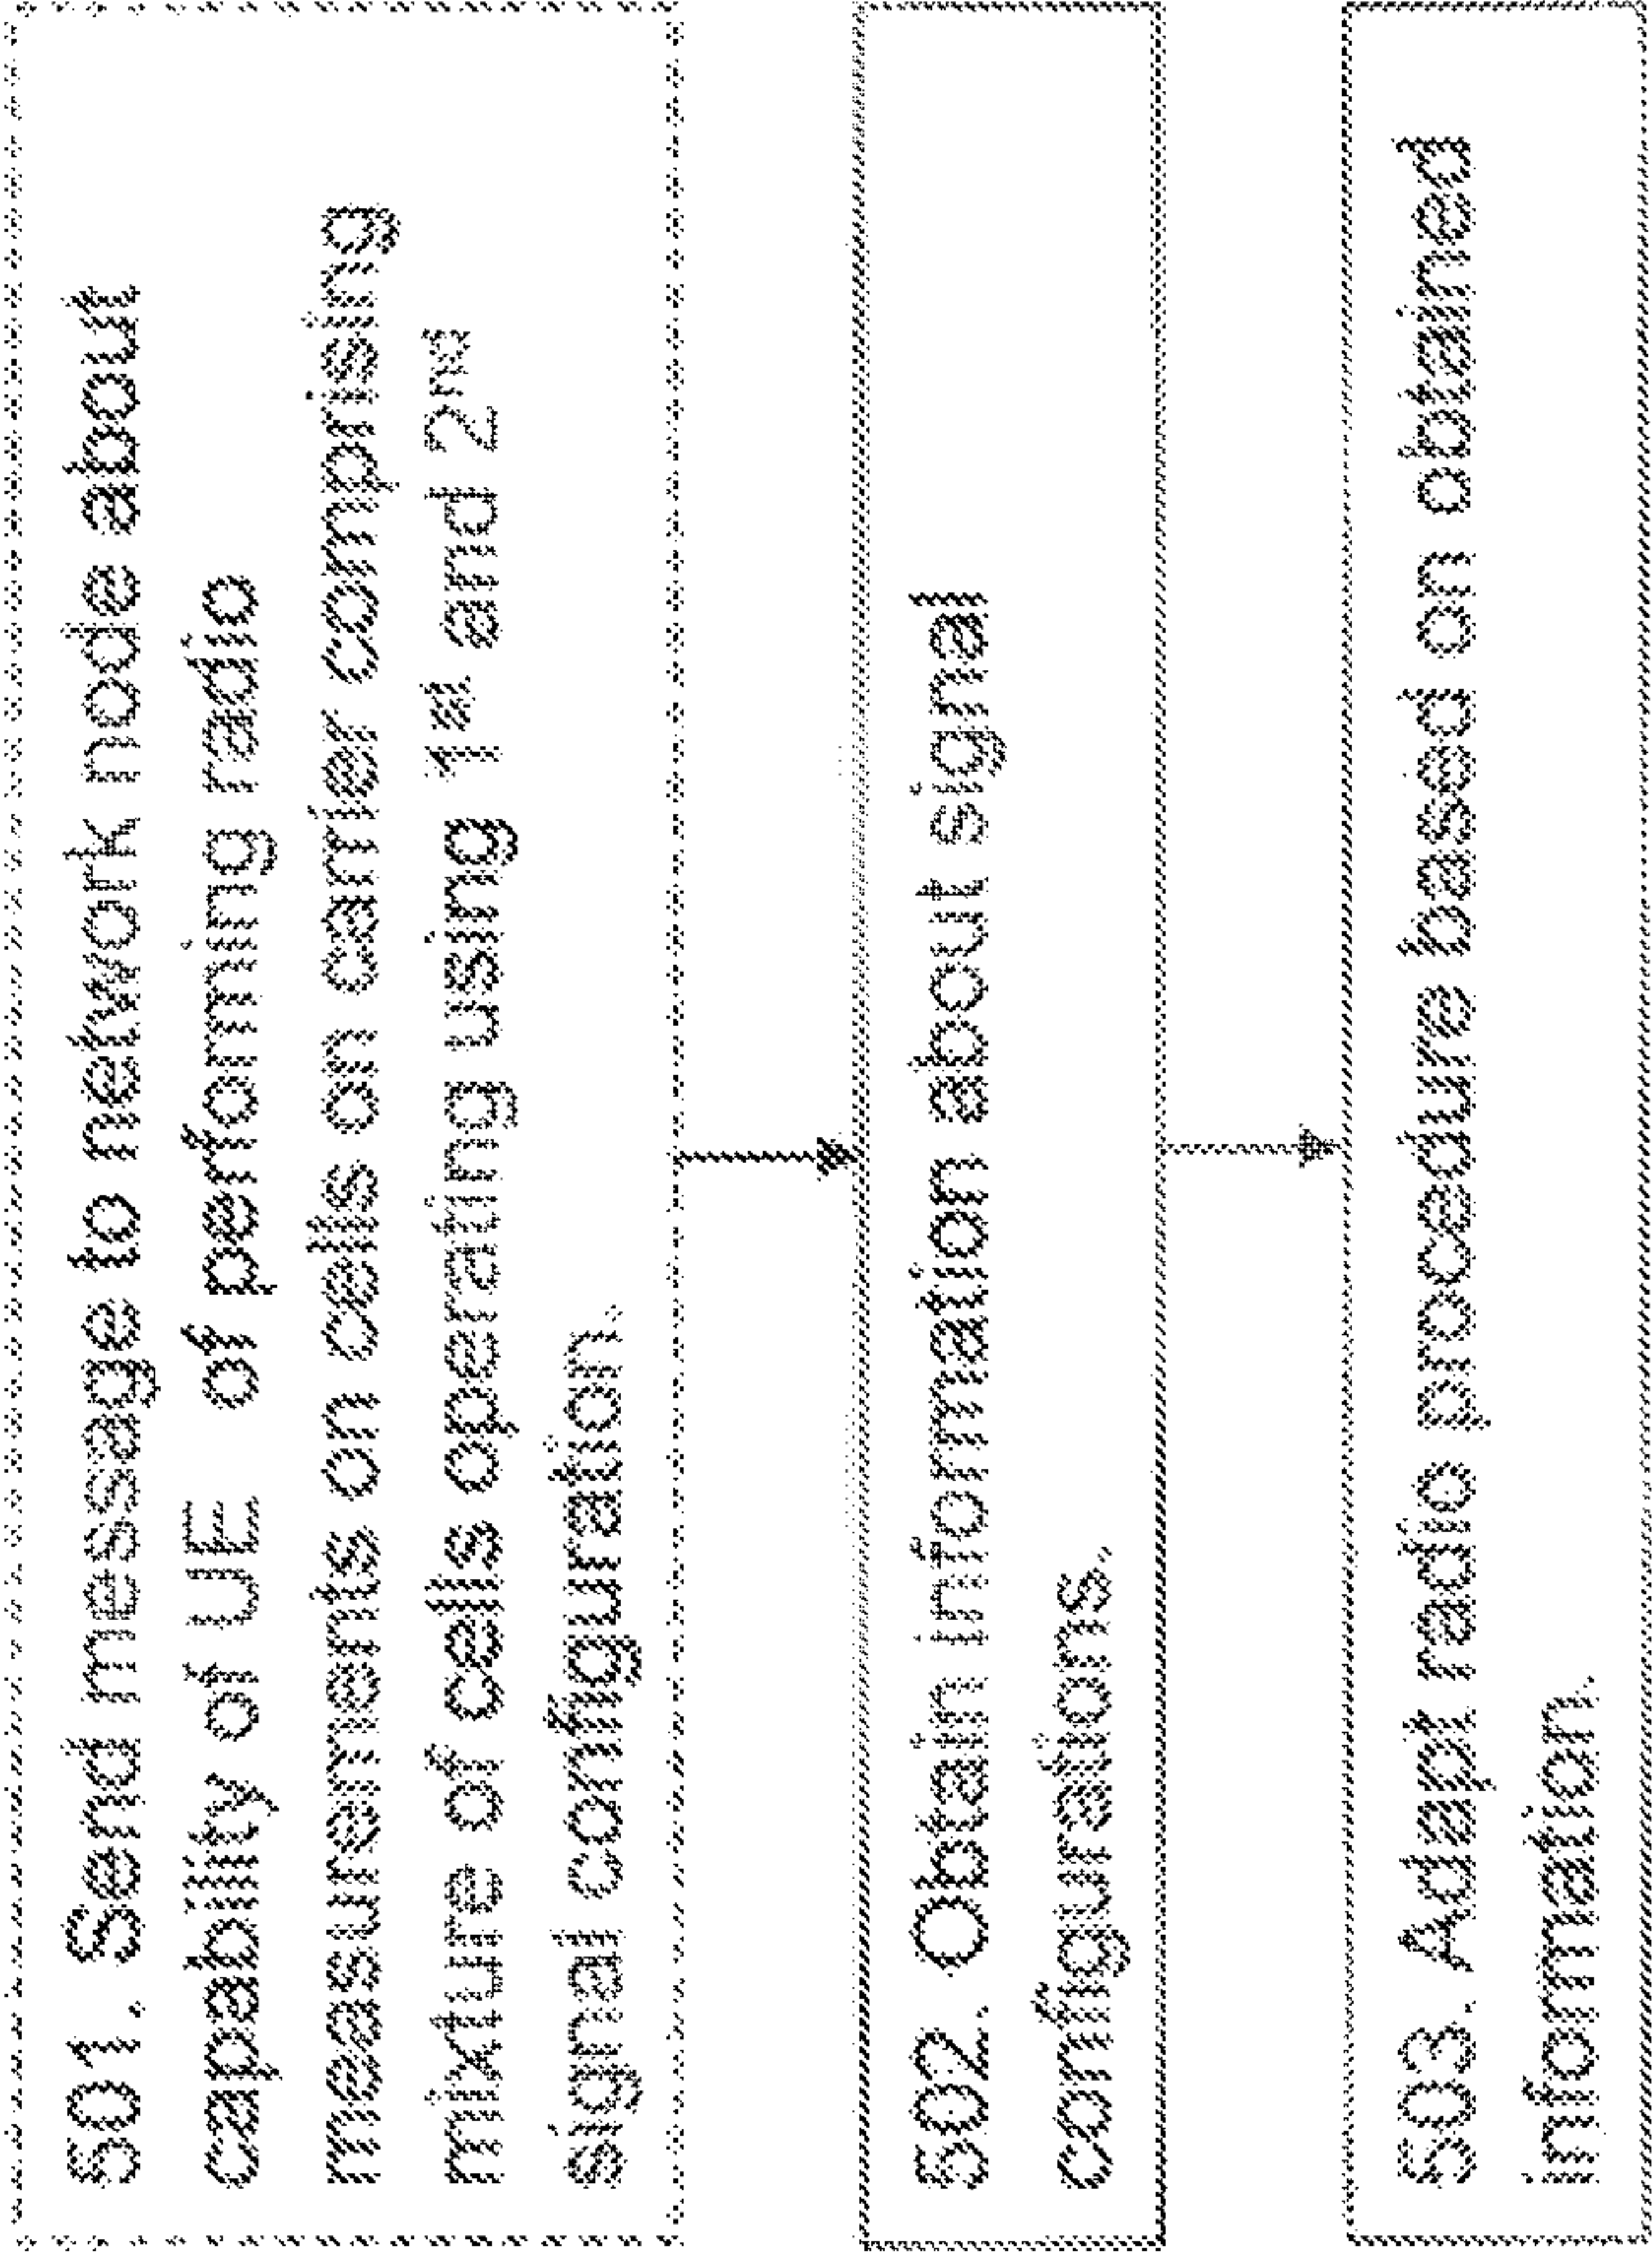 501. Send message to network node about
capability of UE of performing radio
measurements on cells on carrier comprising
mixture of cells operating using 1st and 2nd
signal configuration.
502. Obtain information about signal
configurations.
503. Adapt radio procedure based on obtained
information.